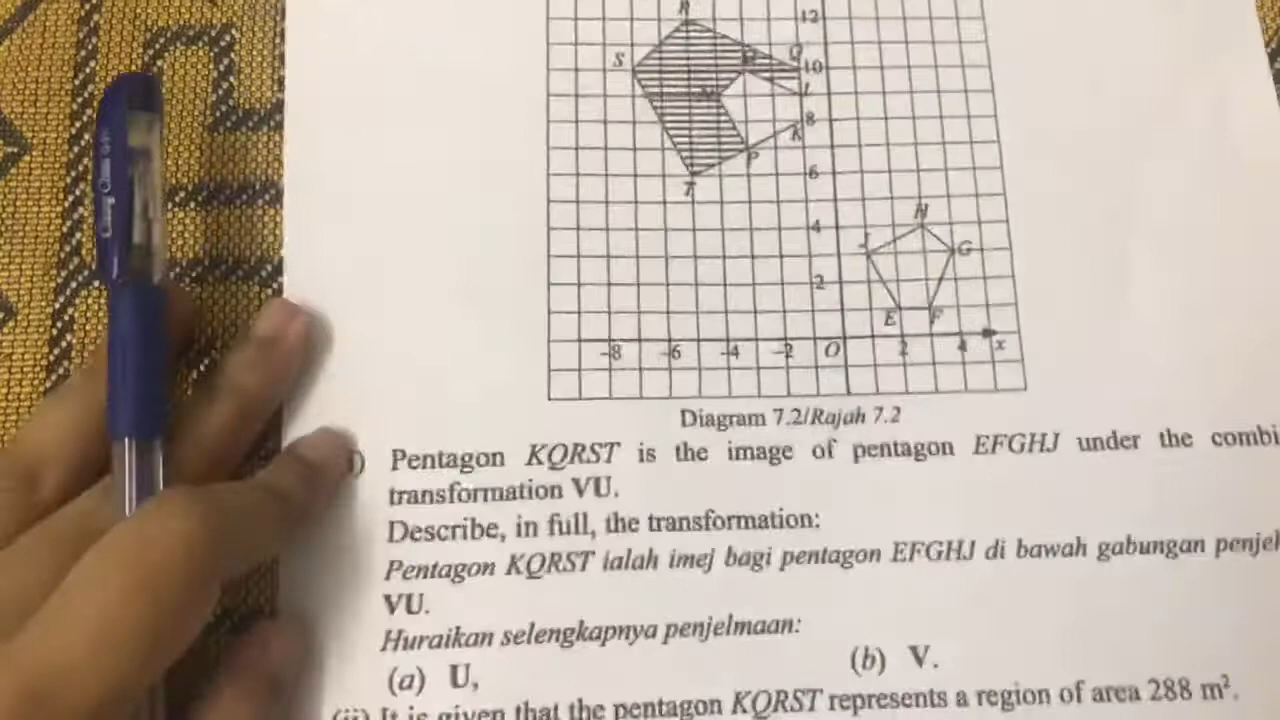 R
12
S
Q
10
M
L
N
8
K
P
6
T
H
4
J
G
2
E
F
-8 -6 -4 -2 O 2 4 x
Diagram 7.2/Rajah 7.2
i) Pentagon KQRST is the image of pentagon EFGHJ under the combi
transformation VU.
Describe, in full, the transformation:
Pentagon KQRST ialah imej bagi pentagon EFGHJ di bawah gabungan penjel
VU.
Huraikan selengkapnya penjelmaan:
(a) U, (b) V.
(ii) It is given that the pentagon KQRST represents a region of area 288 m².